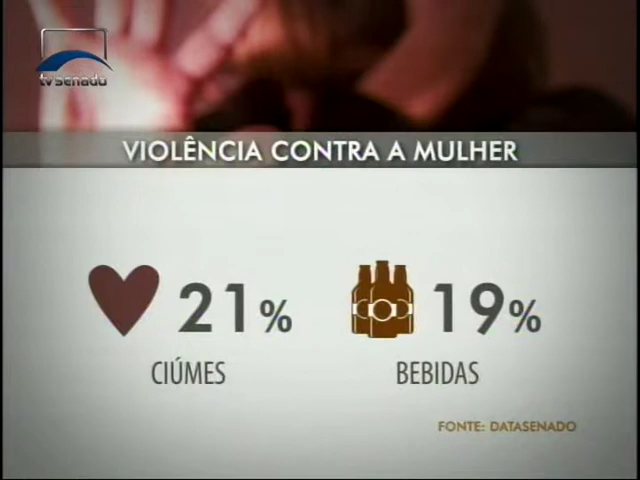 tv senado
VIOLÊNCIA CONTRA A MULHER
21% 19%
CIÚMES BEBIDAS
FONTE: DATASENADO